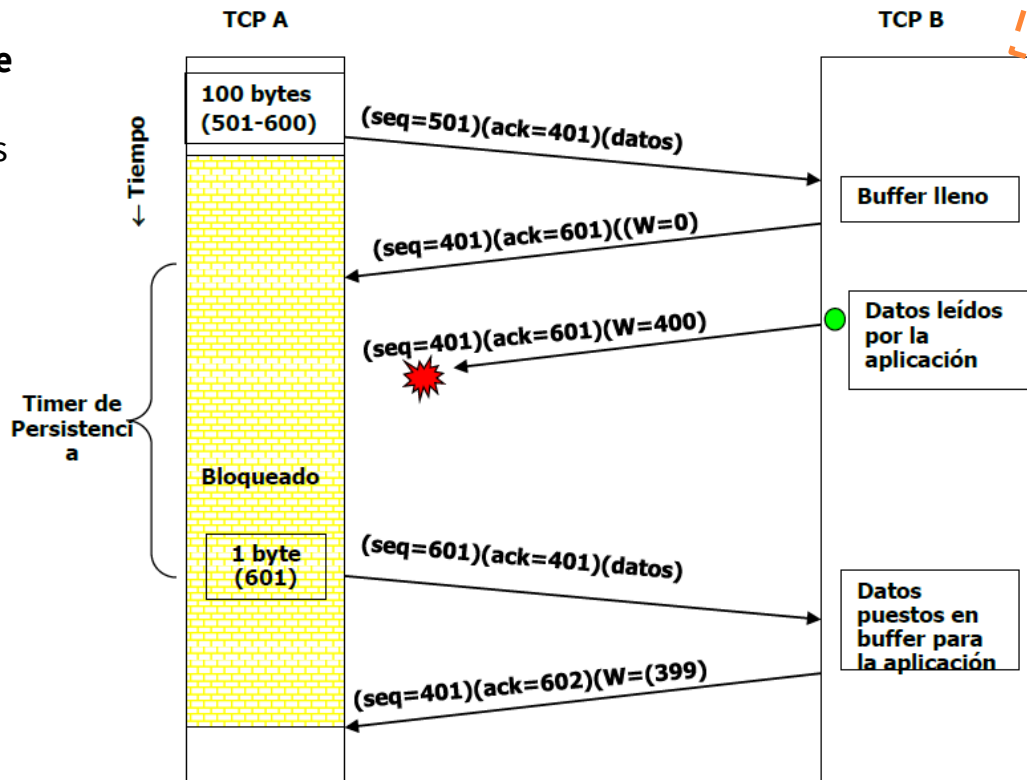 TCP A
TCP B
e
s
← Tiempo
100 bytes
(501-600)
(seq=501)(ack=401)(datos)
Buffer lleno
(seq=401)(ack=601)((W=0)
Datos leídos
por la
aplicación
(seq=401)(ack=601)(W=400)
Timer de
Persistenci
a
Bloqueado
1 byte
(601)
(seq=601)(ack=401)(datos)
Datos
puestos en
buffer para
la aplicación
(seq=401)(ack=602)(W=(399)